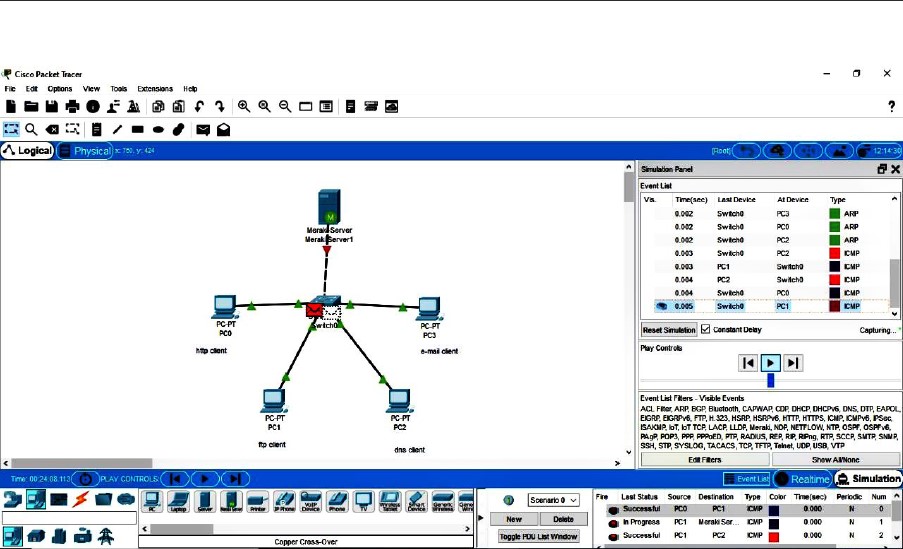 Cisco Packet Tracer
File Edit Options View Tools Extensions Help
?
Logical
Physical
x: 750, y: 424
[Root]
12:14:30
Meraki-Server
Meraki Server1
PC-PT
PC0
http client
Switch0
PC-PT
PC3
e-mail client
PC-PT
PC1
ftp client
PC-PT
PC2
dns client
Simulation Panel
Event List
Vis. Time(sec) Last Device At Device Type
0.002 Switch0 PC3 ARP
0.002 Switch0 PC0 ARP
0.002 Switch0 PC2 ARP
0.003 Switch0 PC2 ICMP
0.003 PC1 Switch0 ICMP
0.004 PC2 Switch0 ICMP
0.004 Switch0 PC0 ICMP
0.005 Switch0 PC1 ICMP
Reset Simulation Constant Delay Capturing...
Play Controls
Event List Filters - Visible Events
ACL Filter, ARP, BGP, Bluetooth, CAPWAP, CDP, DHCP, DHCPv6, DNS, DTP, EAPOL,
EIGRP, EIGRPv6, FTP, H.323, HSRP, HSRPv6, HTTP, HTTPS, ICMP, ICMPv6, IPSec,
ISAKMP, IoT, IoT TCP, LACP, LLDP, Meraki, NDP, NETFLOW, NTP, OSPF, OSPFv6,
PAgP, POP3, PPP, PPPoED, PTP, RADIUS, REP, RIP, RIPng, RTP, SCCP, SMTP, SNMP,
SSH, STP, SYSLOG, TACACS, TCP, TFTP, Telnet, UDP, USB, VTP
Edit Filters Show All/None
Time: 00:24:08.113 PLAY CONTROLS:
Event List Realtime Simulation
PC Laptop Server Printer IP Phone VoIP Device Phone TV Wireless Tablet Smart Device Generic Wireless Generic Wired
Copper Cross-Over
Scenario 0
New Delete
Toggle PDU List Window
Fire Last Status Source Destination Type Color Time(sec) Periodic Num
Successful PC0 PC1 ICMP 0.000 N 0
In Progress PC1 Meraki Ser... ICMP 0.000 N 1
Successful PC1 PC2 ICMP 0.000 N 2